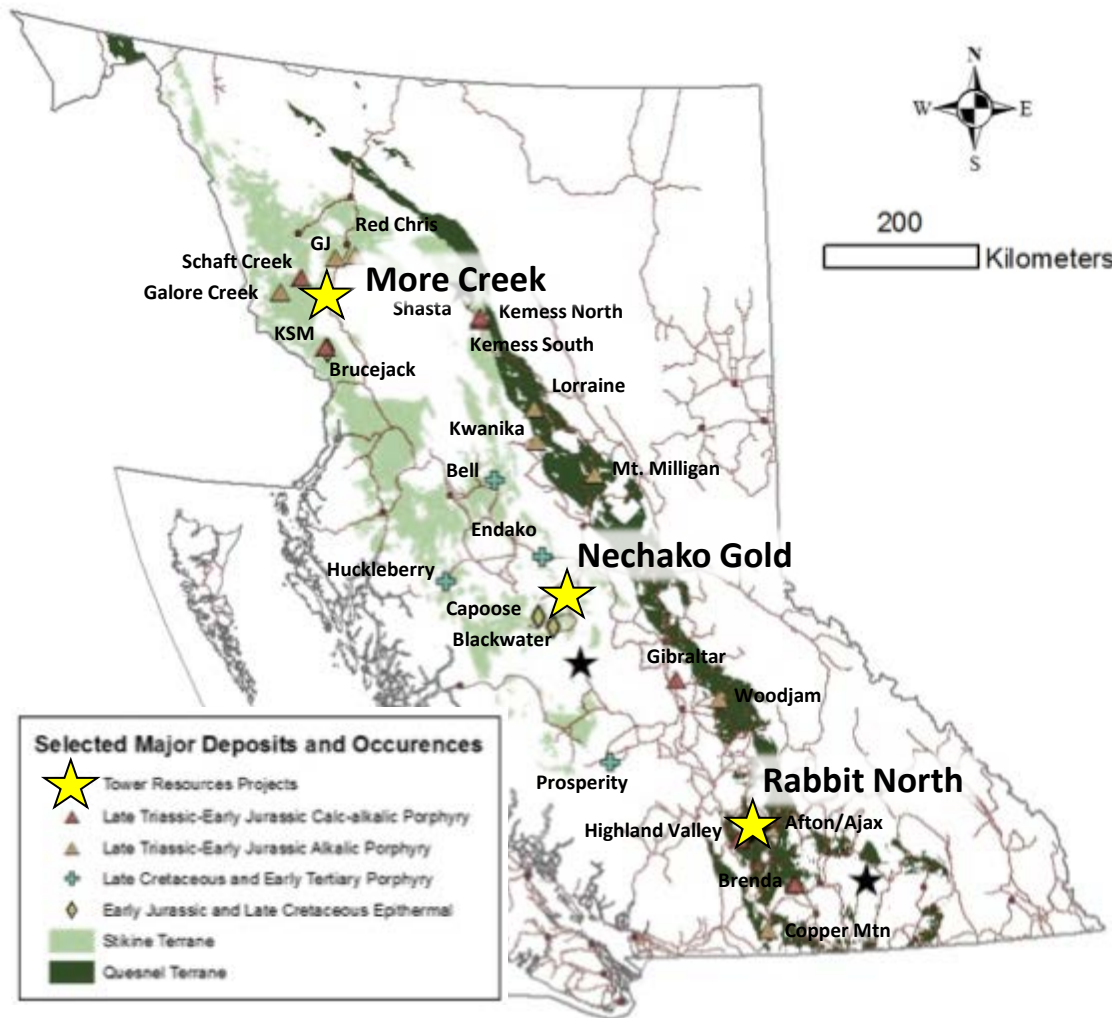 N
W
E
S
200
Kilometers
Red Chris
GJ
Schaft Creek
More Creek
Galore Creek
Shasta
Kemess North
KSM
Kemess South
Brucejack
Lorraine
Kwanika
Bell
Mt. Milligan
Endako
Nechako Gold
Huckleberry
Capoose
Blackwater
Gibraltar
Woodjam
Prosperity
Rabbit North
Highland Valley
Afton/Ajax
Brenda
Copper Mtn
Selected Major Deposits and Occurences
Tower Resources Projects
Late Triassic-Early Jurassic Calc-alkalic Porphyry
Late Triassic-Early Jurassic Alkalic Porphyry
Late Cretaceous and Early Tertiary Porphyry
Early Jurassic and Late Cretaceous Epithermal
Stikine Terrane
Quesnel Terrane